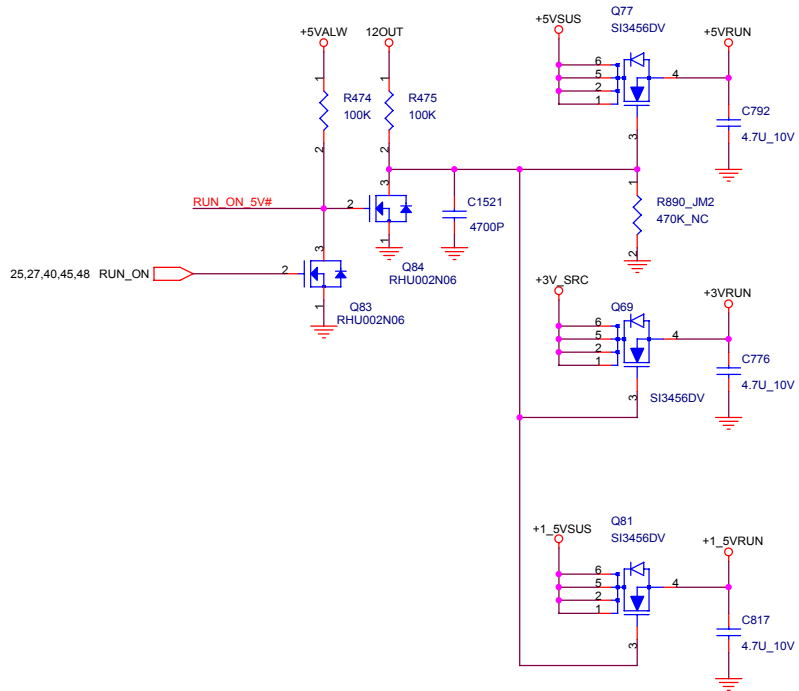 Q77
SI3456DV
+5VSUS
+5VRUN
+5VALW
12OUT
6
5
2
1
4
3
C792
4.7U_10V
1
R474
100K
2
1
R475
100K
2
RUN_ON_5V#
2
3
1
Q84
RHU002N06
C1521
4700P
1
R890_JM2
470K_NC
2
25,27,40,45,48 RUN_ON
2
3
1
Q83
RHU002N06
+3V_SRC
Q69
+3VRUN
6
5
2
1
4
3
SI3456DV
C776
4.7U_10V
+1_5VSUS
Q81
SI3456DV
+1_5VRUN
6
5
2
1
4
3
C817
4.7U_10V